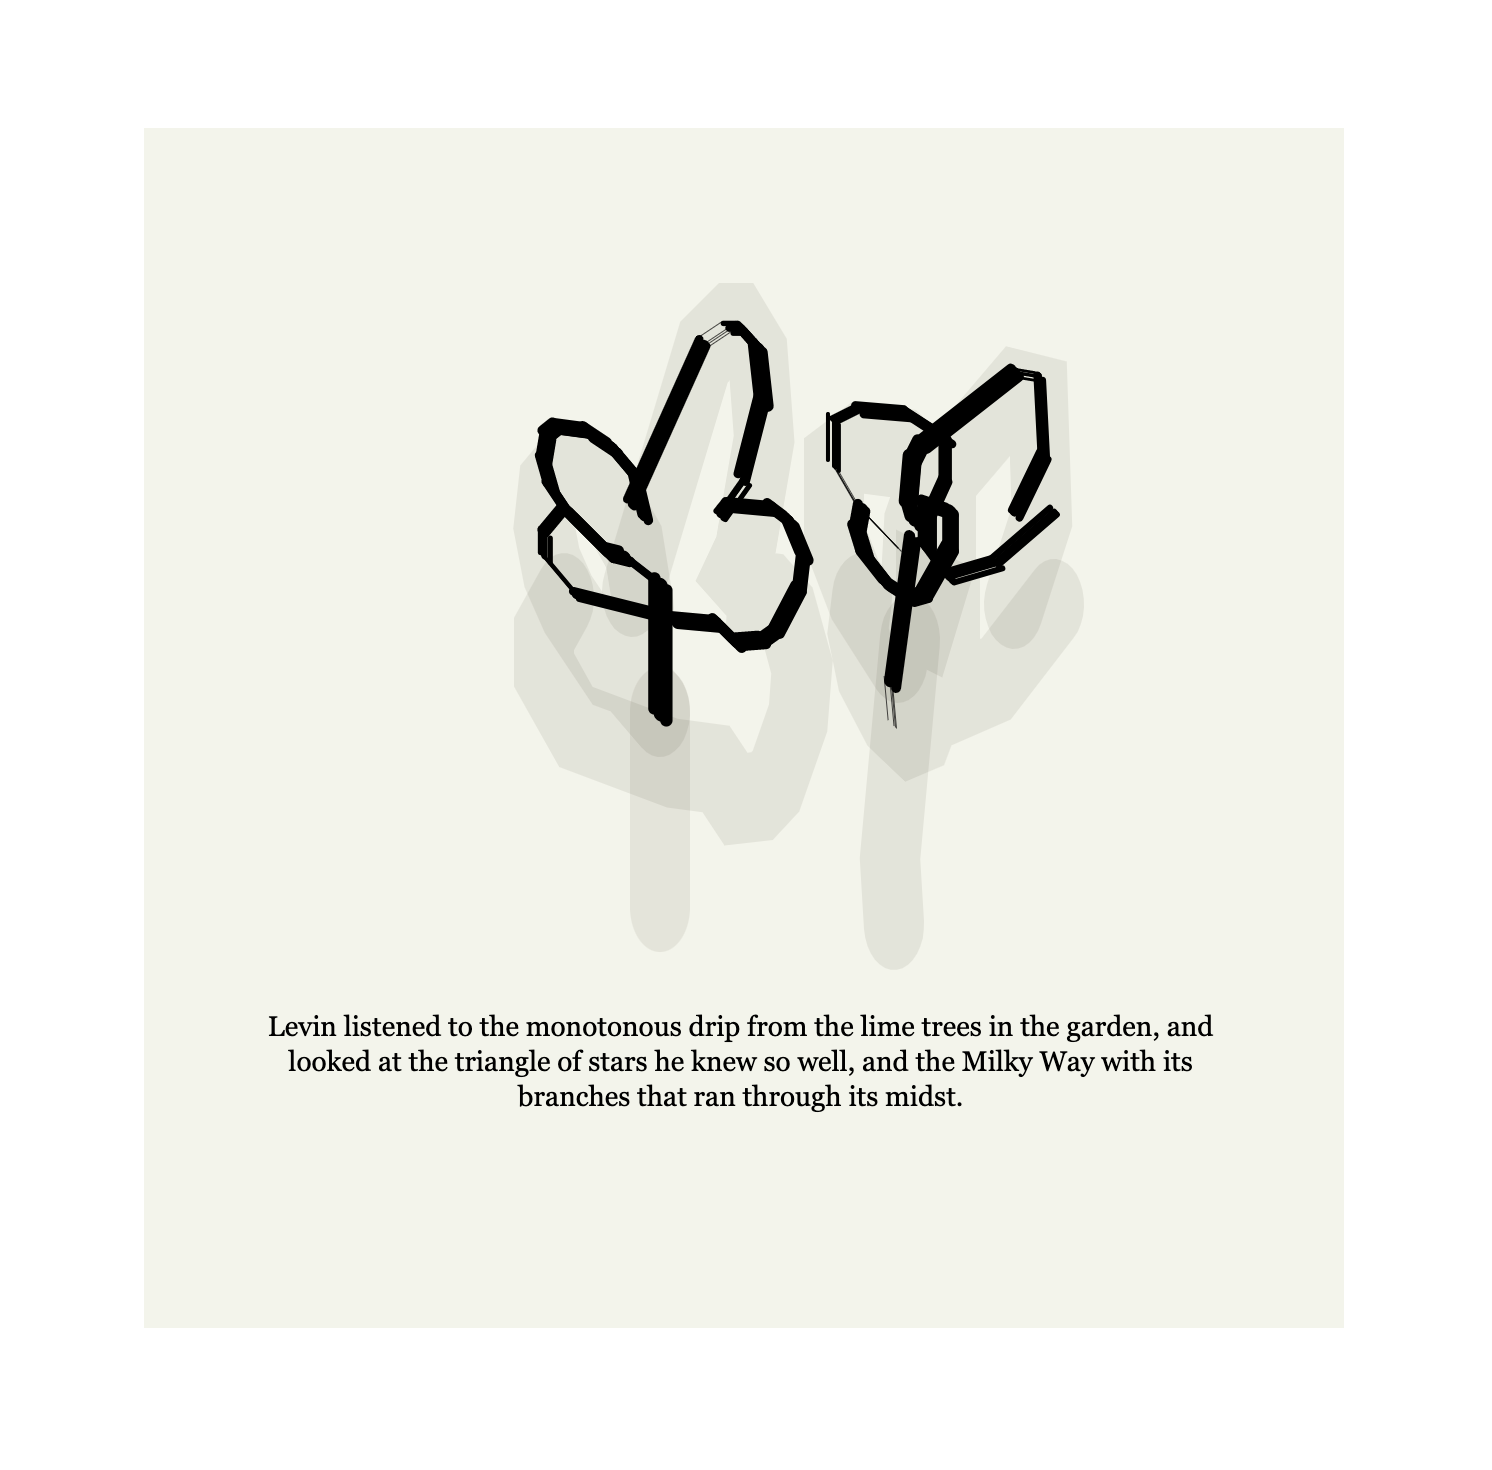 Levin listened to the monotonous drip from the lime trees in the garden, and
looked at the triangle of stars he knew so well, and the Milky Way with its
branches that ran through its midst.